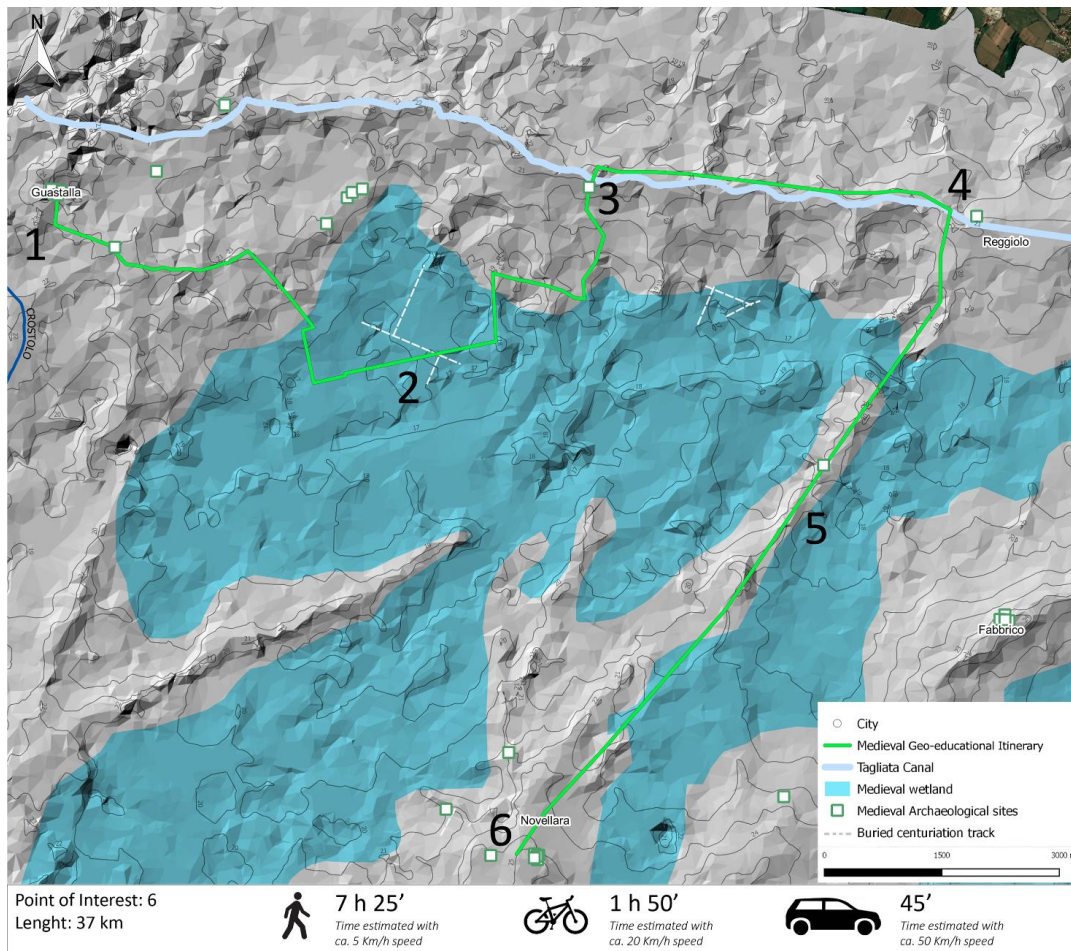 N
Guastalla
1
CROSTOLO
2
3
4
Reggiolo
5
Fabbrico
6
Novellara
City
Medieval Geo-educational Itinerary
Tagliata Canal
Medieval wetland
Medieval Archaeological sites
Buried centuriation track
0 1500 3000 m
Point of Interest: 6
Lenght: 37 km
7 h 25’
Time estimated with
ca. 5 Km/h speed
1 h 50’
Time estimated with
ca. 20 Km/h speed
45’
Time estimated with
ca. 50 Km/h speed